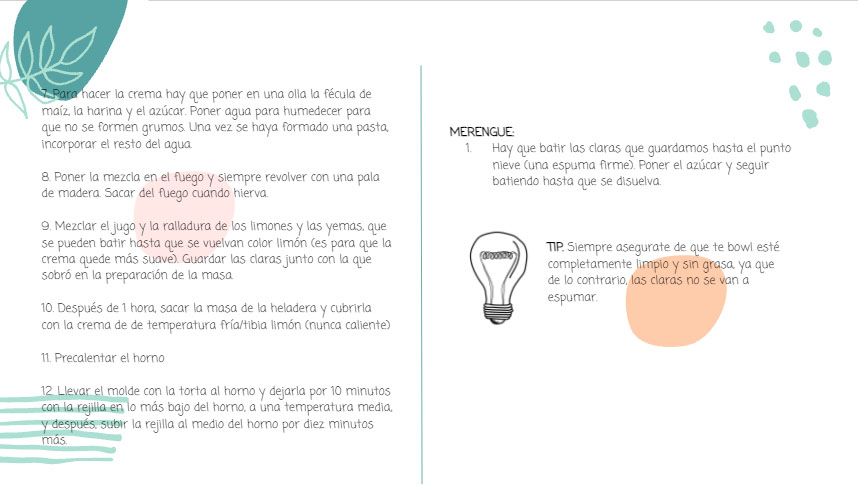 7. Para hacer la crema hay que poner en una olla la fécula de
maíz, la harina y el azúcar. Poner agua para humedecer para
que no se formen grumos. Una vez se haya formado una pasta,
incorporar el resto del agua.
8. Poner la mezcla en el fuego y siempre revolver con una pala
de madera. Sacar del fuego cuando hierva.
9. Mezclar el jugo y la ralladura de los limones y las yemas, que
se pueden batir hasta que se vuelvan color limón (es para que la
crema quede más suave). Guardar las claras junto con la que
sobró en la preparación de la masa.
10. Después de 1 hora, sacar la masa de la heladera y cubrirla
con la crema de de temperatura fría/tibia limón (nunca caliente)
11. Precalentar el horno
12. Llevar el molde con la torta al horno y dejarla por 10 minutos
con la rejilla en lo más bajo del horno, a una temperatura media,
y después, subir la rejilla al medio del horno por diez minutos
más.
MERENGUE:
1. Hay que batir las claras que guardamos hasta el punto
nieve (una espuma firme). Poner el azúcar y seguir
batiendo hasta que se disuelva.
TIP: Siempre asegurate de que te bowl esté
completamente limpio y sin grasa, ya que
de lo contrario, las claras no se van a
espumar.